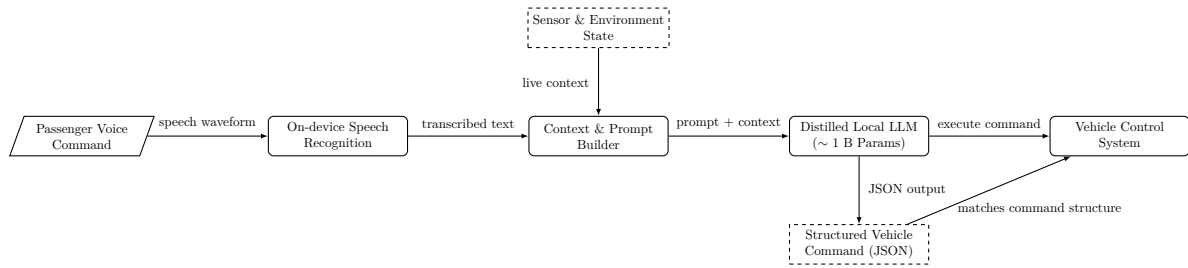 Sensor & Environment
State
live context
Passenger Voice
Command
speech waveform
On-device Speech
Recognition
transcribed text
Context & Prompt
Builder
prompt + context
Distilled Local LLM
(∼ 1 B Params)
execute command
Vehicle Control
System
JSON output
matches command structure
Structured Vehicle
Command (JSON)